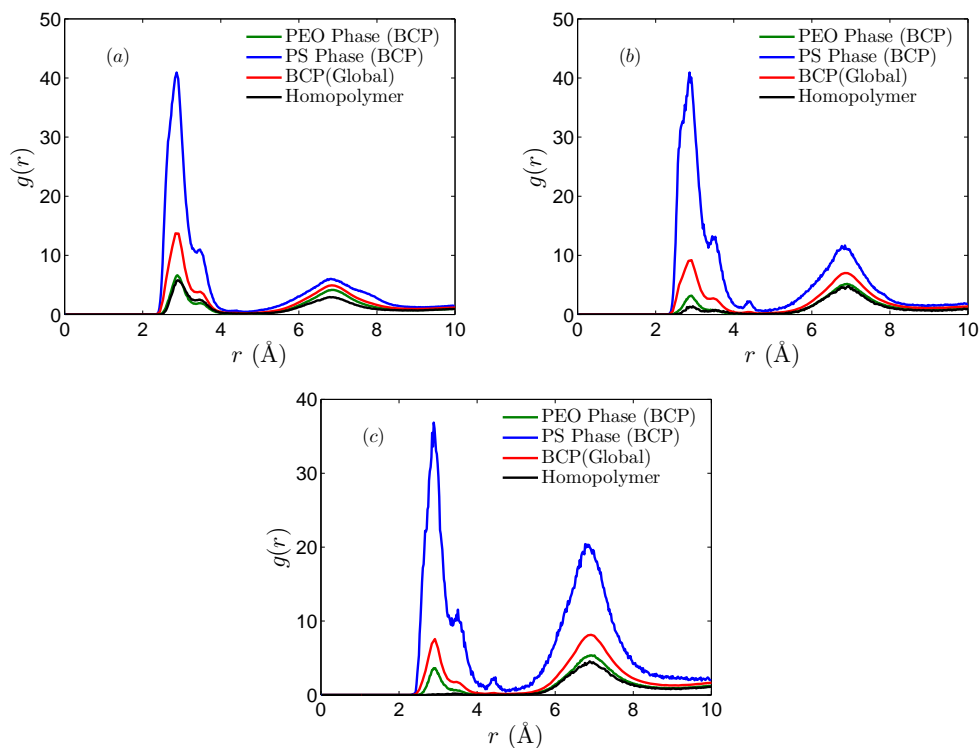 50
40
30
20
10
0
g(r)
(a)
PEO Phase (BCP)
PS Phase (BCP)
BCP(Global)
Homopolymer
0 2 4 6 8 10
r (Å)
50
40
30
20
10
0
g(r)
(b)
PEO Phase (BCP)
PS Phase (BCP)
BCP(Global)
Homopolymer
0 2 4 6 8 10
r (Å)
40
30
20
10
0
g(r)
(c)
PEO Phase (BCP)
PS Phase (BCP)
BCP(Global)
Homopolymer
0 2 4 6 8 10
r (Å)